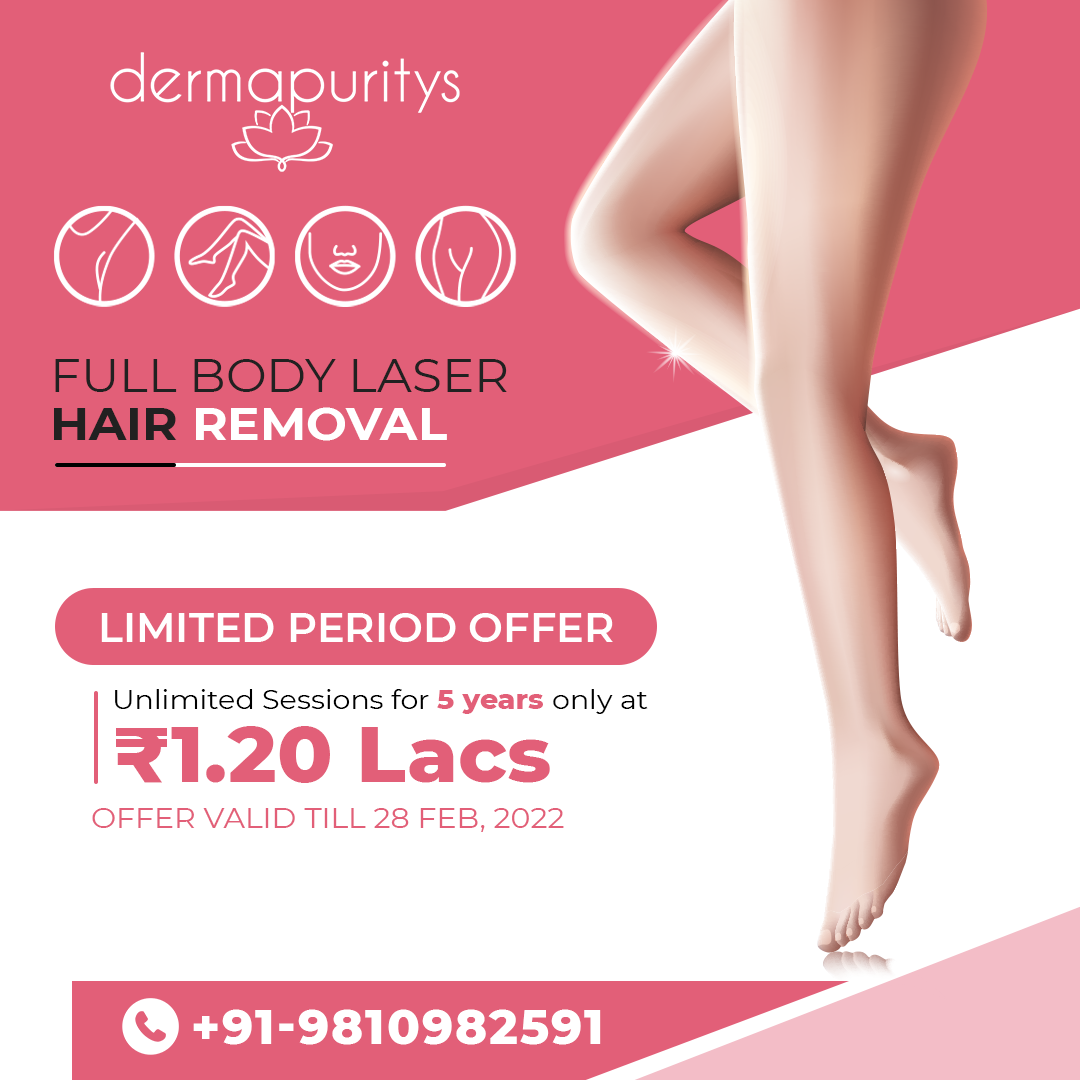 dermapuritys
FULL BODY LASER
HAIR REMOVAL
LIMITED PERIOD OFFER
Unlimited Sessions for 5 years only at
₹1.20 Lacs
OFFER VALID TILL 28 FEB, 2022
+91-9810982591